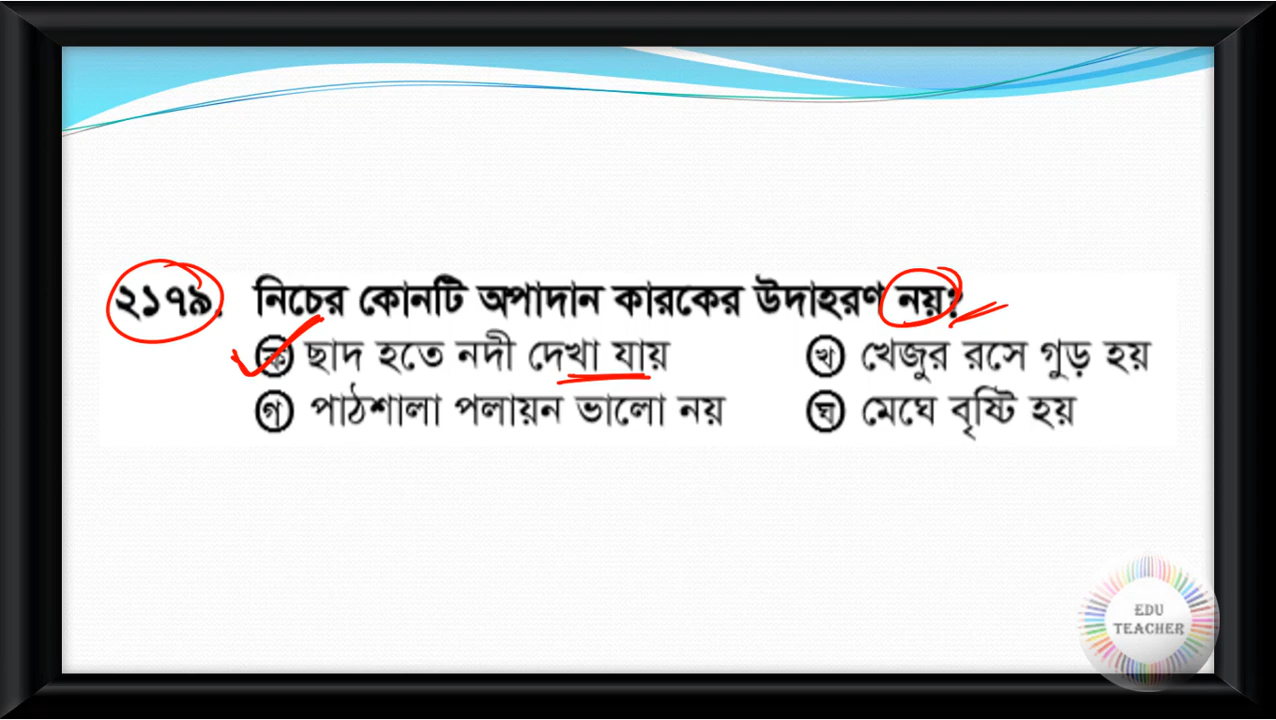 ২১৭৯. নিচের কোনটি অপাদান কারকের উদাহরণ নয়?
ক ছাদ হতে নদী দেখা যায় খ খেজুর রসে গুড় হয়
গ পাঠশালা পলায়ন ভালো নয় ঘ মেঘে বৃষ্টি হয়
EDU
TEACHER